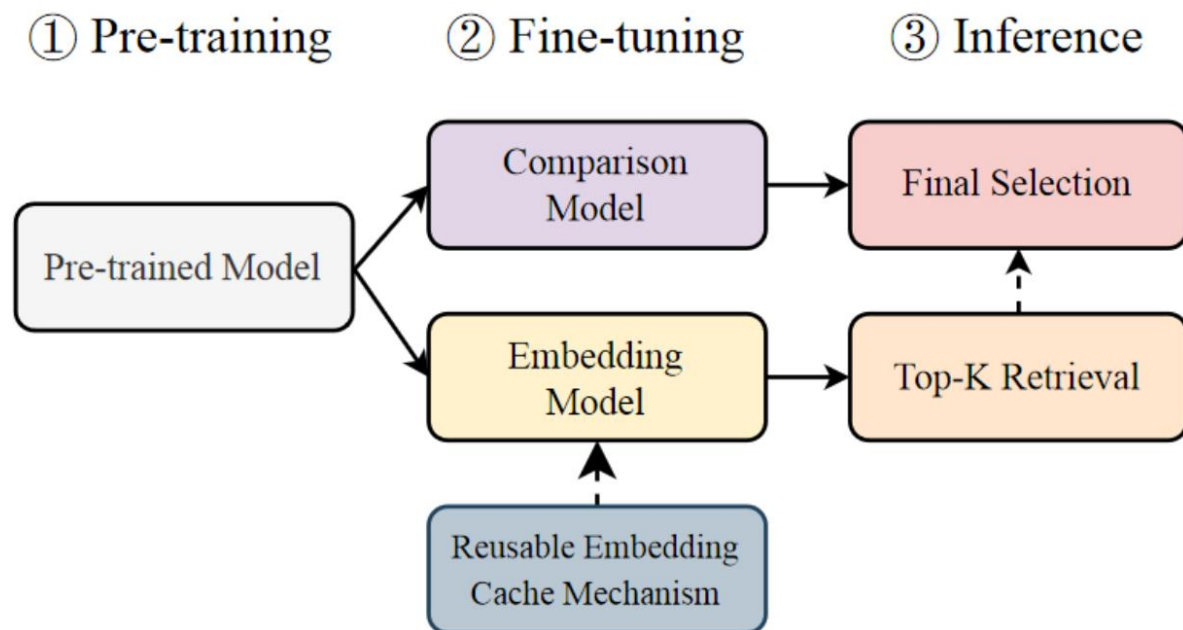 ① Pre-training
② Fine-tuning
③ Inference
Pre-trained Model
Comparison
Model
Embedding
Model
Reusable Embedding
Cache Mechanism
Final Selection
Top-K Retrieval